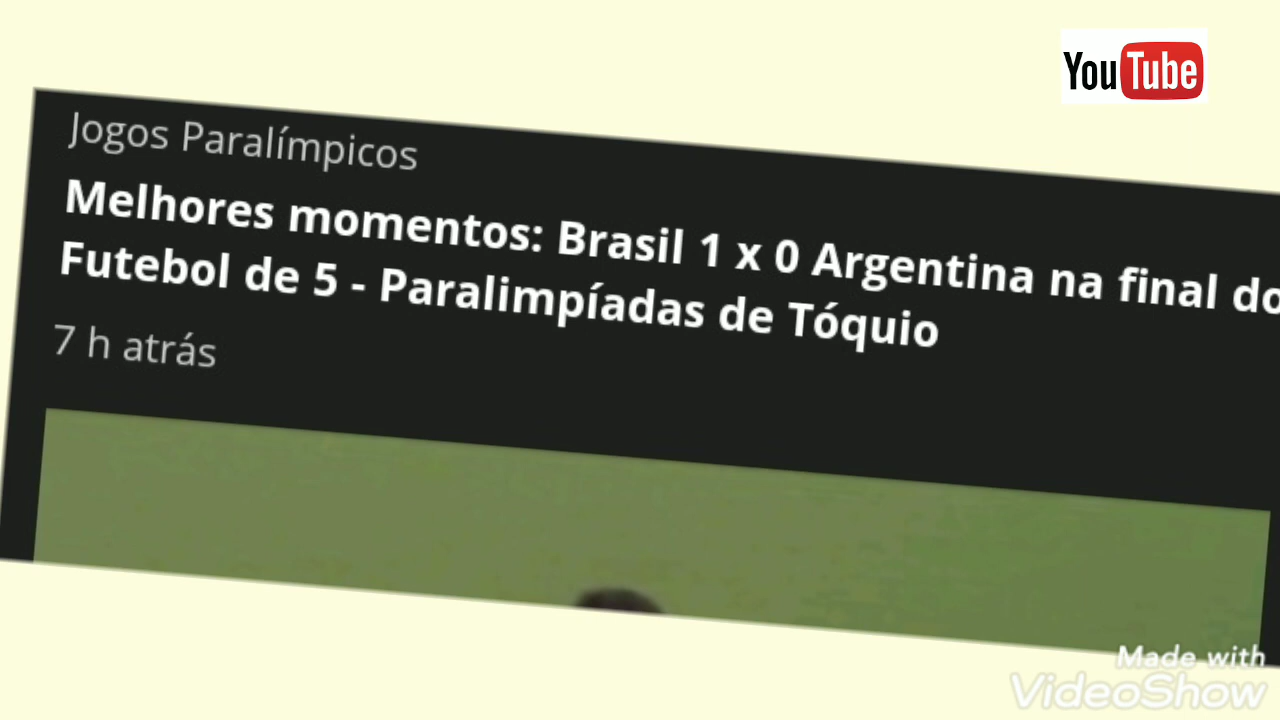 YouTube
Jogos Paralímpicos
Melhores momentos: Brasil 1 x 0 Argentina na final do
Futebol de 5 - Paralimpíadas de Tóquio
7 h atrás
Made with
VideoShow